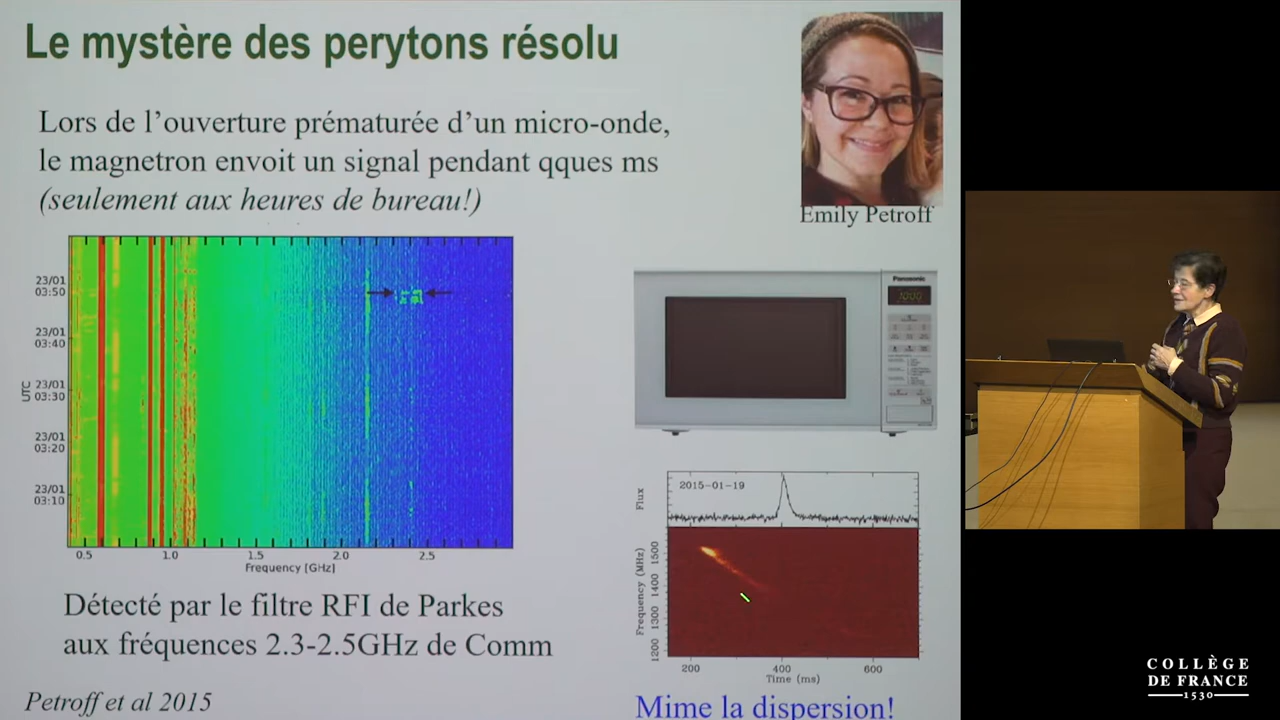 Le mystère des perytons résolu
Lors de l'ouverture prématurée d'un micro-onde,
le magnetron envoit un signal pendant qques ms
(seulement aux heures de bureau!)
Emily Petroff
23/01
03:50
23/01
03:40
23/01
03:30
23/01
03:20
23/01
03:10
UTC
0.5 1.0 1.5 2.0 2.5
Frequency [GHz]
Panasonic
Flux
2015-01-19
Frequency (MHz)
1200 1300 1400 1500
200 400 600
Time (ms)
Détecté par le filtre RFI de Parkes
aux fréquences 2.3-2.5GHz de Comm
Petroff et al 2015
Mime la dispersion!
COLLÈGE
DE FRANCE
1530